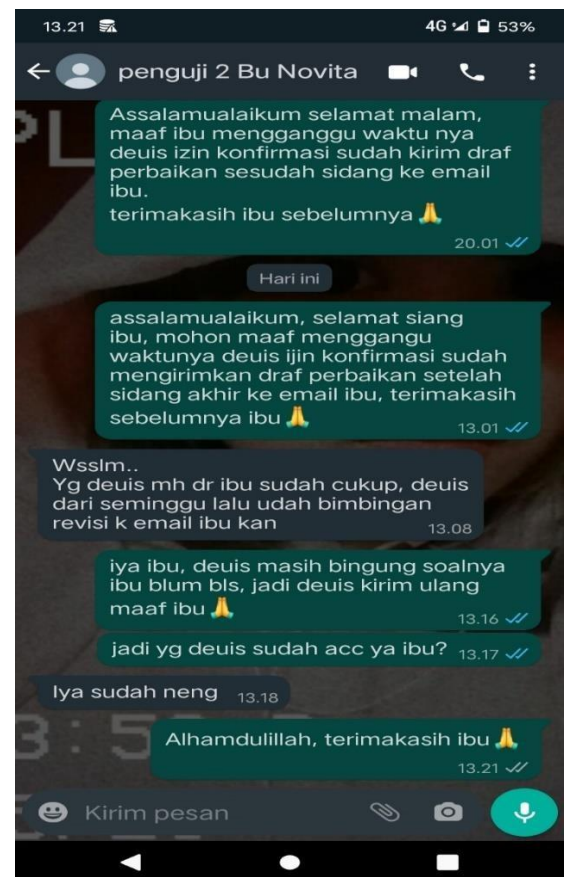 13.21
4G 53%
penguji 2 Bu Novita
Assalamualaikum selamat malam,
maaf ibu mengganggu waktu nya
deuis izin konfirmasi sudah kirim draf
perbaikan sesudah sidang ke email
ibu.
terimakasih ibu sebelumnya 🙏
20.01
Hari ini
assalamualaikum, selamat siang
ibu, mohon maaf menggangu
waktunya deuis ijin konfirmasi sudah
mengirimkan draf perbaikan setelah
sidang akhir ke email ibu, terimakasih
sebelumnya ibu 🙏
13.01
Wsslm..
Yg deuis mh dr ibu sudah cukup, deuis
dari seminggu lalu udah bimbingan
revisi k email ibu kan
13.08
iya ibu, deuis masih bingung soalnya
ibu blum bls, jadi deuis kirim ulang
maaf ibu 🙏
13.16
jadi yg deuis sudah acc ya ibu? 13.17
Iya sudah neng 13.18
Alhamdulillah, terimakasih ibu 🙏
13.21
Kirim pesan